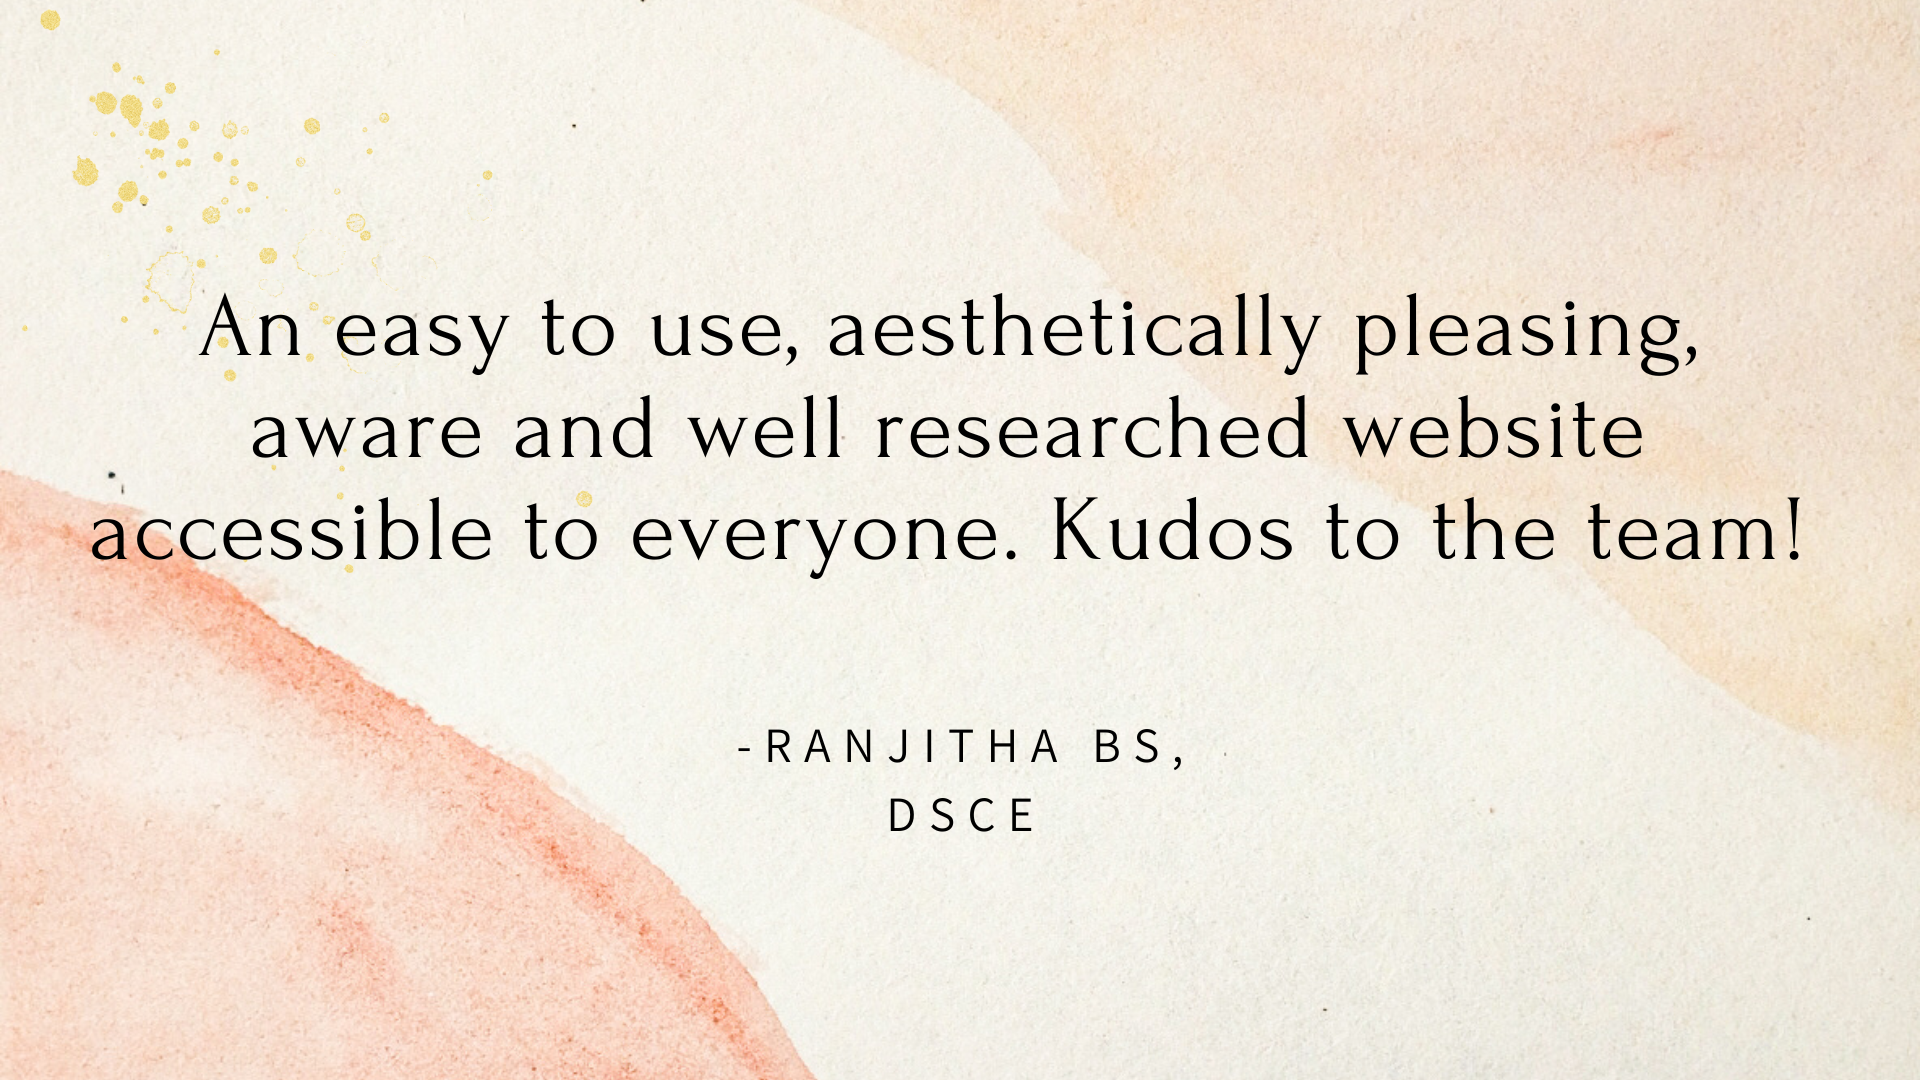 An easy to use, aesthetically pleasing,
aware and well researched website
accessible to everyone. Kudos to the team!
-RANJITHA BS,
DSCE